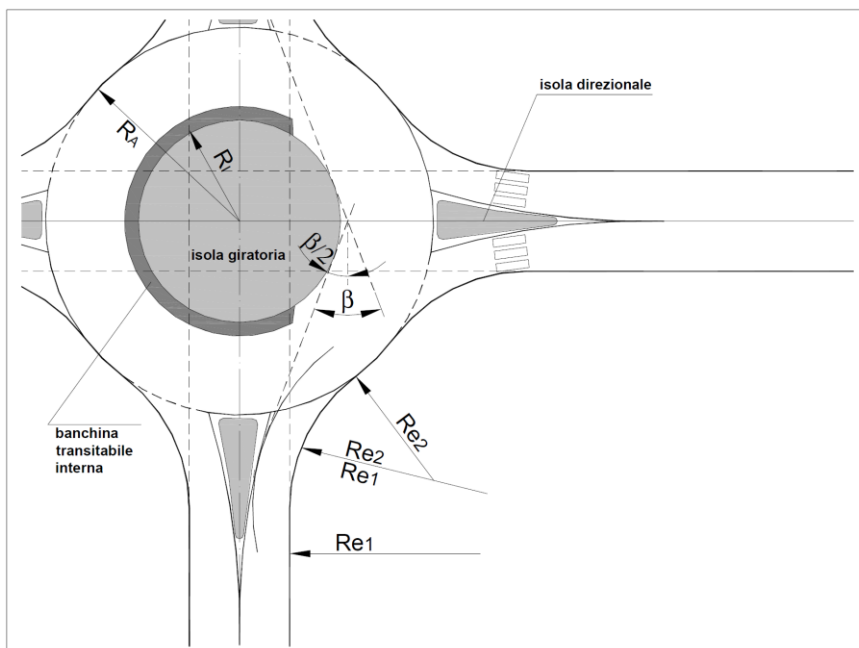 isola direzionale
RA
RI
β/2
isola giratoria
β
banchina
transitabile
interna
Re2
Re2
Re1
Re1